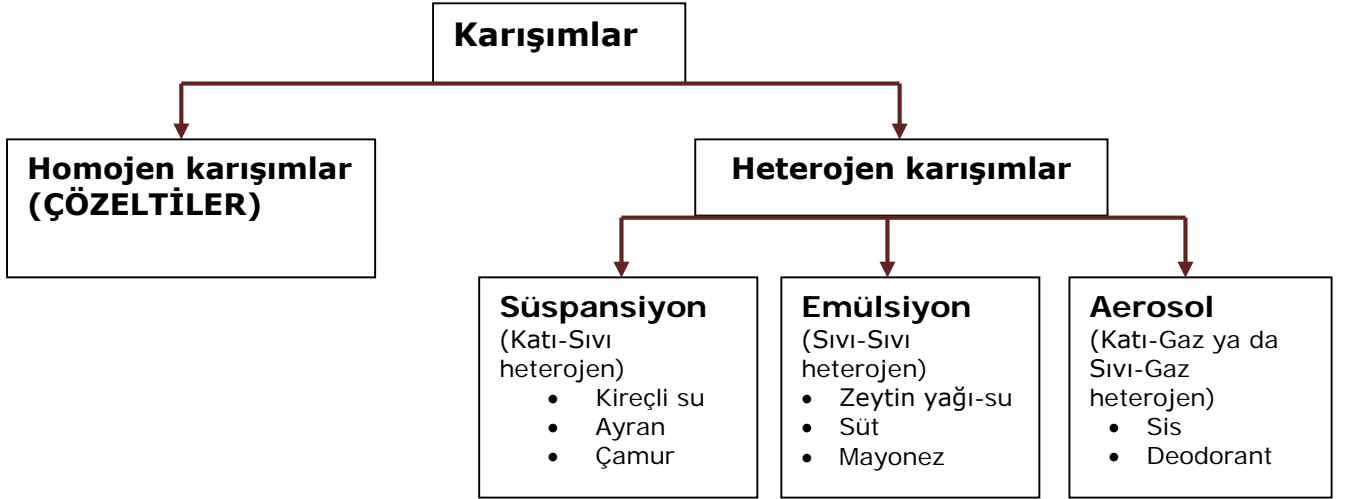 Karışımlar
Homojen karışımlar
(ÇÖZELTİLER)
Heterojen karışımlar
Süspansiyon
(Katı-Sıvı
heterojen)
• Kireçli su
• Ayran
• Çamur
Emülsiyon
(Sıvı-Sıvı
heterojen)
• Zeytin yağı-su
• Süt
• Mayonez
Aerosol
(Katı-Gaz ya da
Sıvı-Gaz
heterojen)
• Sis
• Deodorant